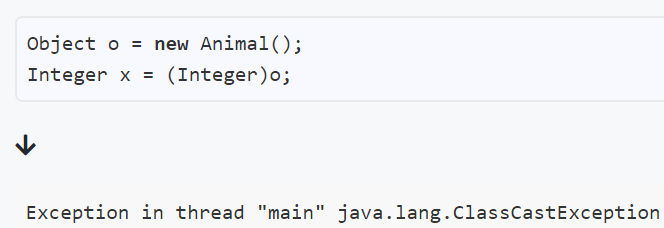 Object o = new Animal();
Integer x = (Integer)o;
↓
Exception in thread "main" java.lang.ClassCastException